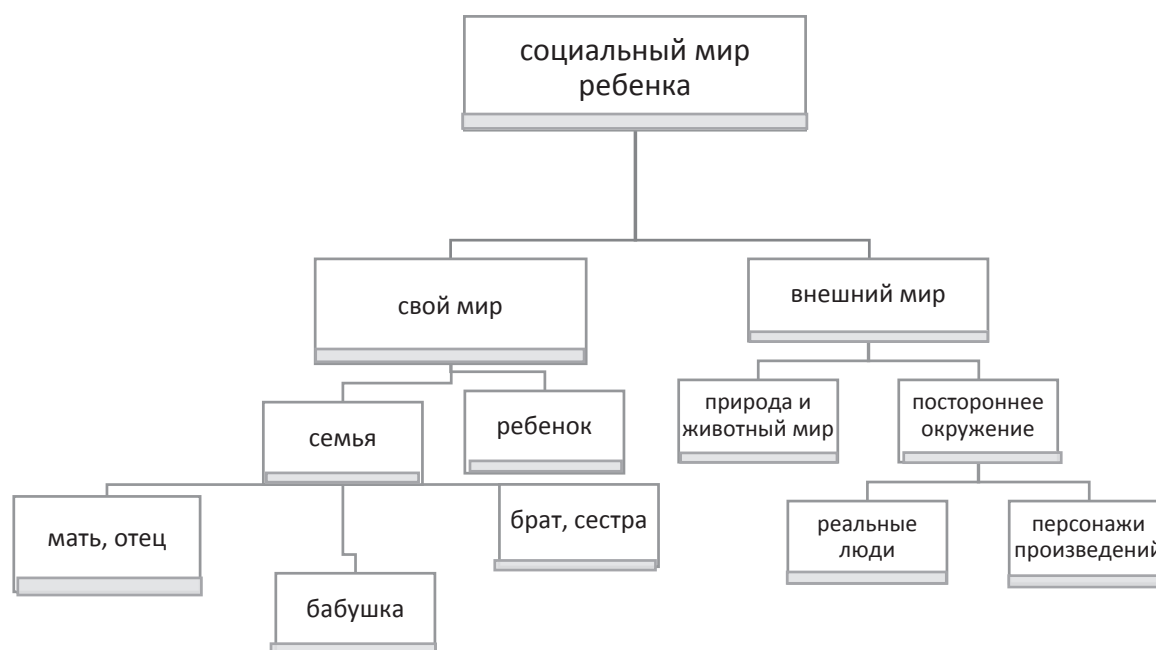 социальный мир
ребенка
свой мир
внешний мир
семья
ребенок
природа и
животный мир
постороннее
окружение
мать, отец
бабушка
брат, сестра
реальные
люди
персонажи
произведений